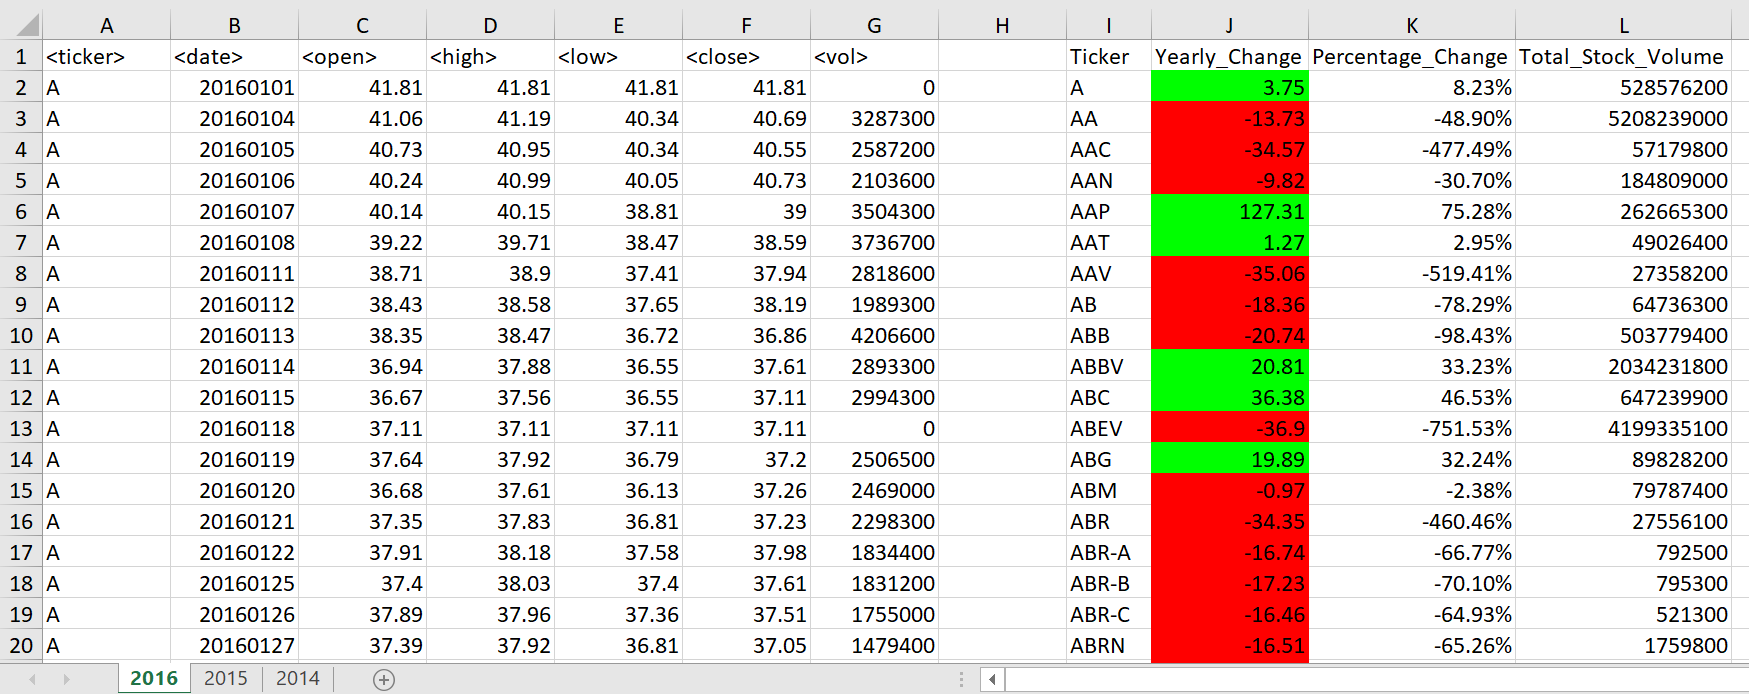 A B C D E F G H I J K L
1 <ticker> <date> <open> <high> <low> <close> <vol> Ticker Yearly_Change Percentage_Change Total_Stock_Volume
2 A 20160101 41.81 41.81 41.81 41.81 0 A 3.75 8.23% 528576200
3 A 20160104 41.06 41.19 40.34 40.69 3287300 AA -13.73 -48.90% 5208239000
4 A 20160105 40.73 40.95 40.34 40.55 2587200 AAC -34.57 -477.49% 57179800
5 A 20160106 40.24 40.99 40.05 40.73 2103600 AAN -9.82 -30.70% 184809000
6 A 20160107 40.14 40.15 38.81 39 3504300 AAP 127.31 75.28% 262665300
7 A 20160108 39.22 39.71 38.47 38.59 3736700 AAT 1.27 2.95% 49026400
8 A 20160111 38.71 38.9 37.41 37.94 2818600 AAV -35.06 -519.41% 27358200
9 A 20160112 38.43 38.58 37.65 38.19 1989300 AB -18.36 -78.29% 64736300
10 A 20160113 38.35 38.47 36.72 36.86 4206600 ABB -20.74 -98.43% 503779400
11 A 20160114 36.94 37.88 36.55 37.61 2893300 ABBV 20.81 33.23% 2034231800
12 A 20160115 36.67 37.56 36.55 37.11 2994300 ABC 36.38 46.53% 647239900
13 A 20160118 37.11 37.11 37.11 37.11 0 ABEV -36.9 -751.53% 4199335100
14 A 20160119 37.64 37.92 36.79 37.2 2506500 ABG 19.89 32.24% 89828200
15 A 20160120 36.68 37.61 36.13 37.26 2469000 ABM -0.97 -2.38% 79787400
16 A 20160121 37.35 37.83 36.81 37.23 2298300 ABR -34.35 -460.46% 27556100
17 A 20160122 37.91 38.18 37.58 37.98 1834400 ABR-A -16.74 -66.77% 792500
18 A 20160125 37.4 38.03 37.4 37.61 1831200 ABR-B -17.23 -70.10% 795300
19 A 20160126 37.89 37.96 37.36 37.51 1755000 ABR-C -16.46 -64.93% 521300
20 A 20160127 37.39 37.92 36.81 37.05 1479400 ABRN -16.51 -65.26% 1759800
2016 2015 2014